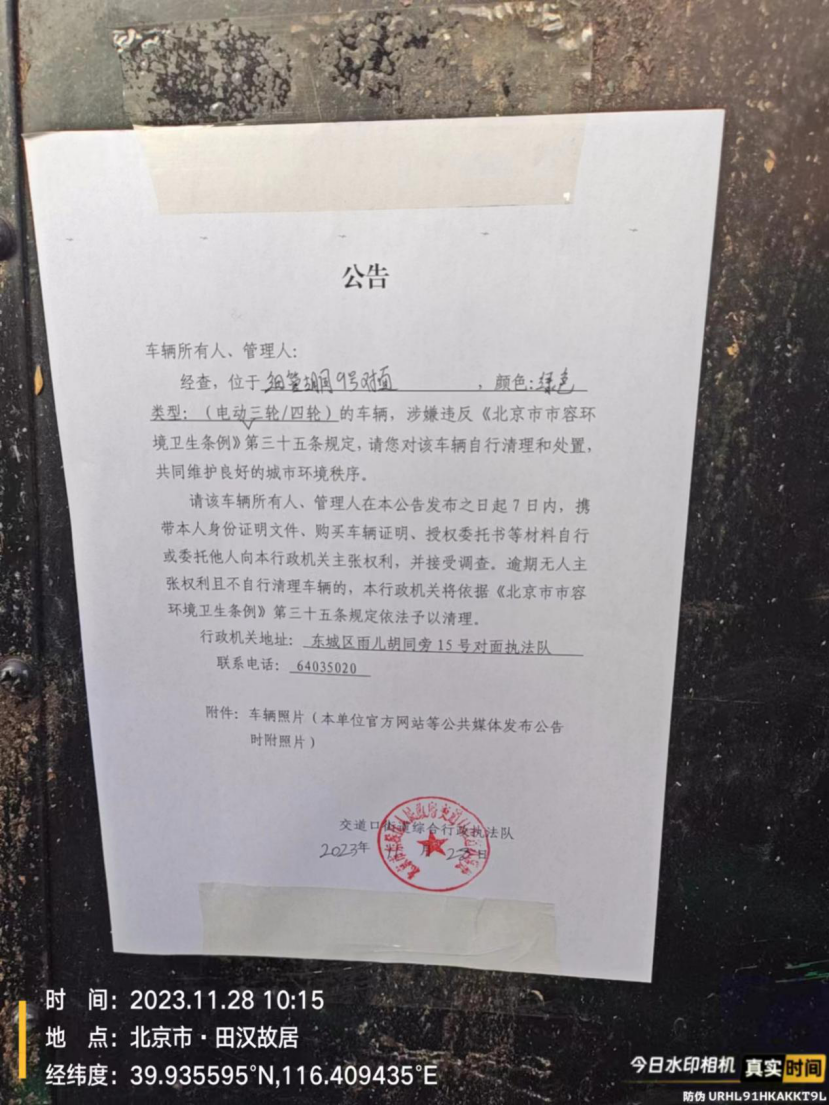 公告
车辆所有人、管理人：
经查，位于 细管胡同9号对面 ，颜色：绿色
类型：（电动三轮/四轮）的车辆，涉嫌违反《北京市市容环
境卫生条例》第三十五条规定，请您对该车辆自行清理和处置，
共同维护良好的城市环境秩序。
请该车辆所有人、管理人在本公告发布之日起7日内，携
带本人身份证明文件、购买车辆证明、授权委托书等材料自行
或委托他人向本行政机关主张权利，并接受调查。逾期无人主
张权利且不自行清理车辆的，本行政机关将依据《北京市市容
环境卫生条例》第三十五条规定依法予以清理。
行政机关地址：东城区雨儿胡同旁15号对面执法队
联系电话：64035020
附件：车辆照片（本单位官方网站等公共媒体发布公告
时附照片）
交道口街道综合行政执法队
2023年 月28日
时 间：2023.11.28 10:15
地 点：北京市·田汉故居
经纬度：39.935595°N,116.409435°E
今日水印相机 真实时间
防伪 URHL91HKAKKT9L